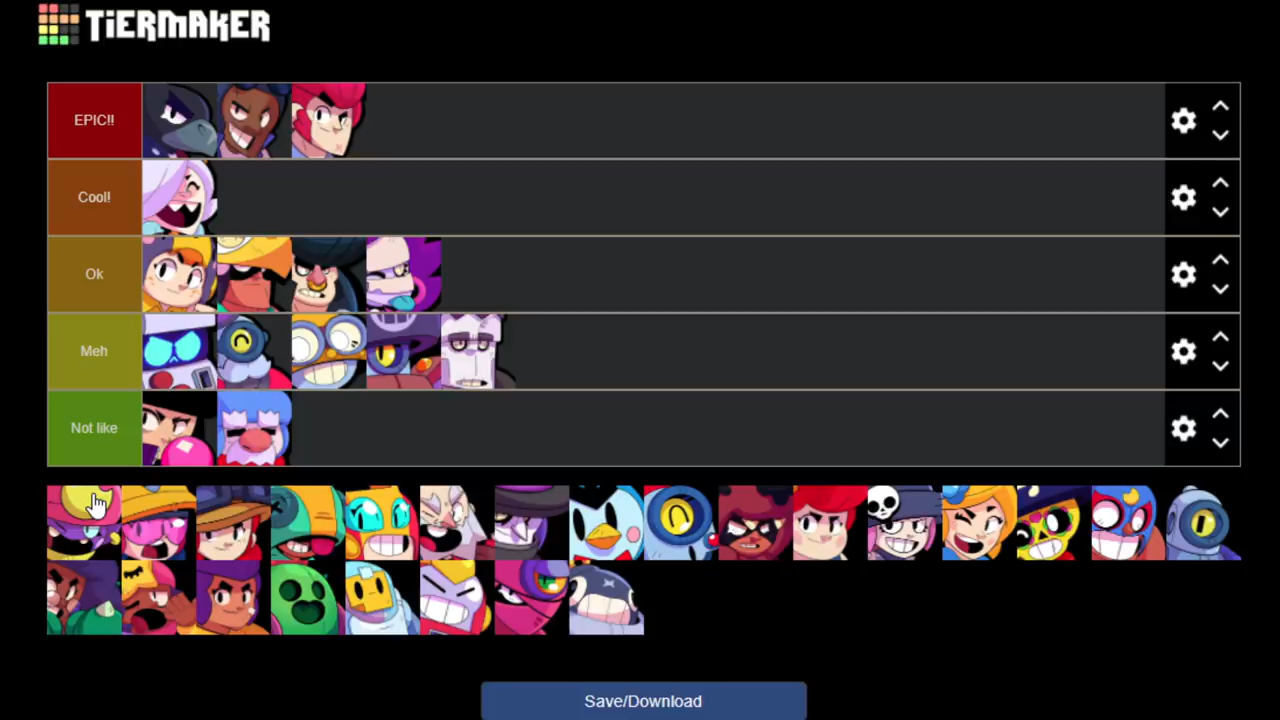 TiERMAKER
EPIC!!
Cool!
Ok
Meh
Not like
Save/Download